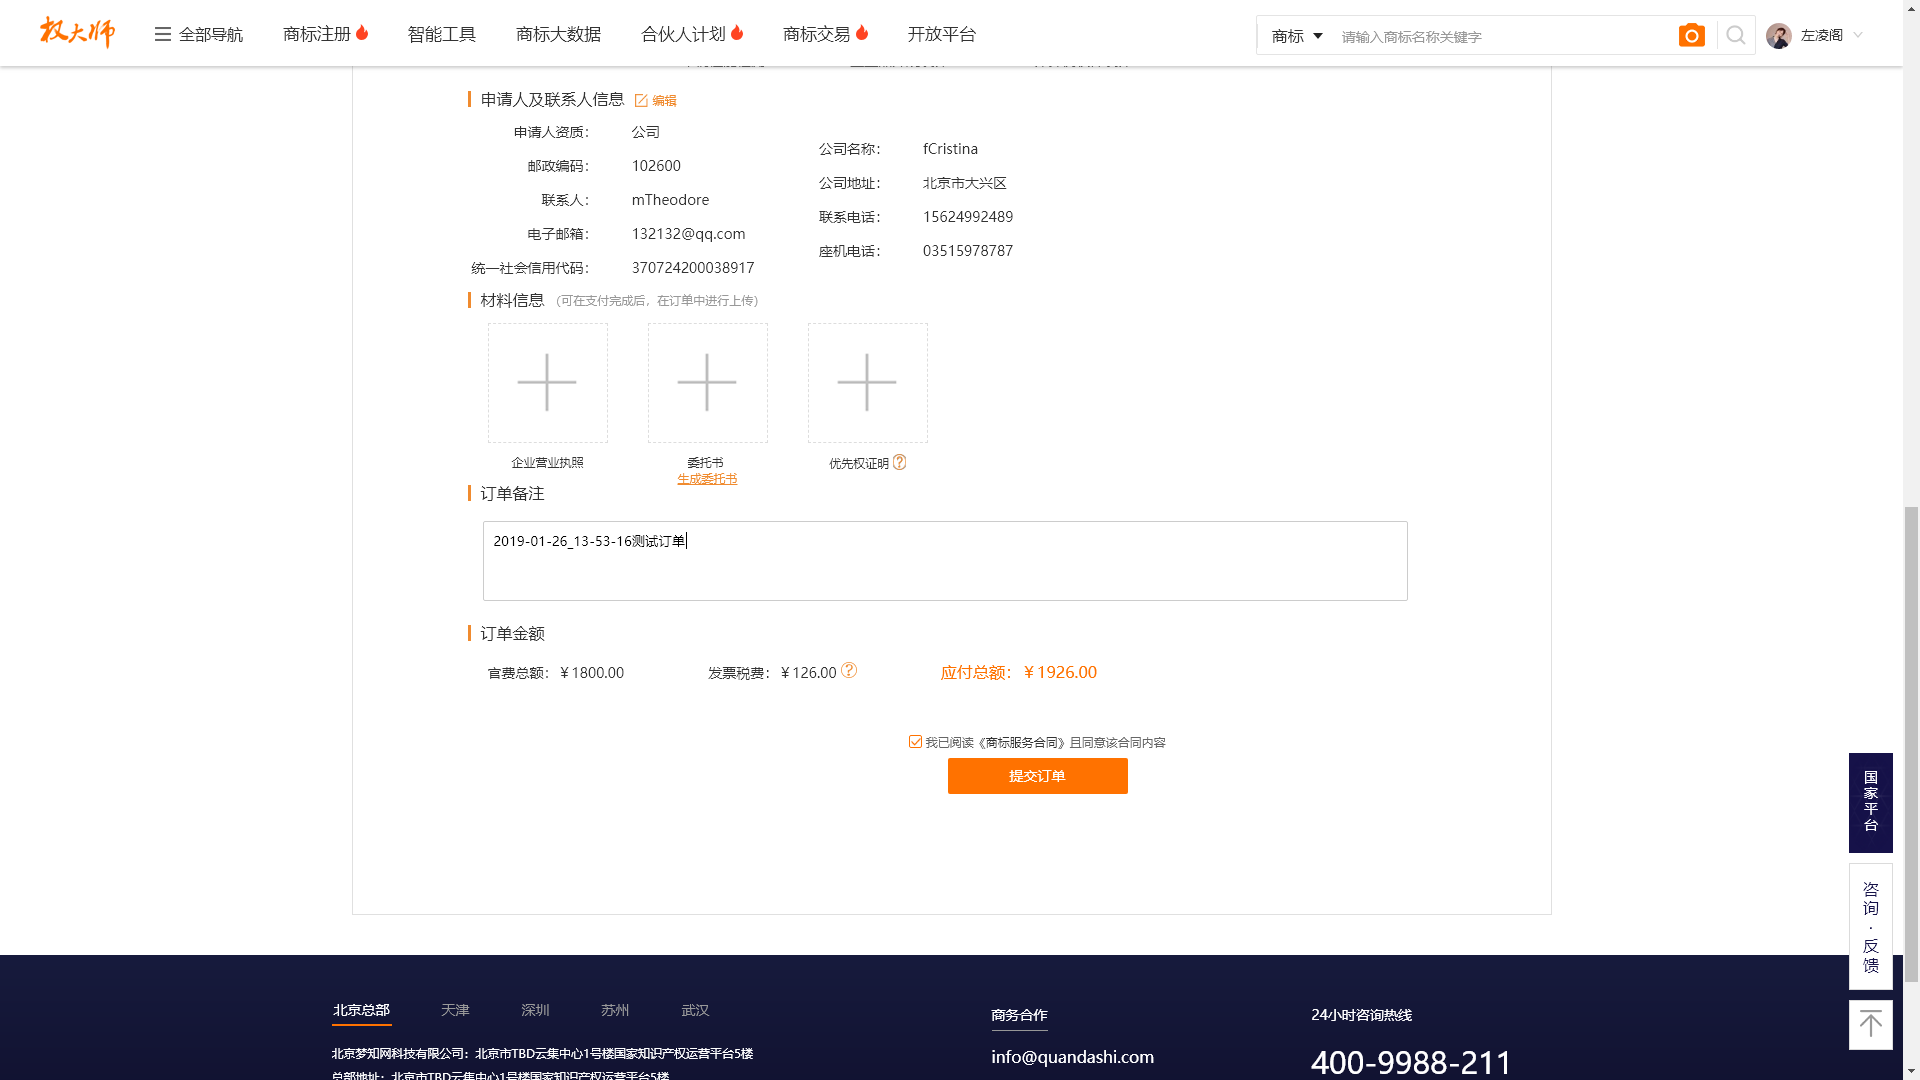 权大师 全部导航 商标注册 智能工具 商标大数据 合伙人计划 商标交易 开放平台 商标 请输入商标名称关键字 左凌阁
申请人及联系人信息 编辑
申请人资质： 公司
邮政编码： 102600
联系人： mTheodore
电子邮箱： 132132@qq.com
统一社会信用代码： 370724200038917
公司名称： fCristina
公司地址： 北京市大兴区
联系电话： 15624992489
座机电话： 03515978787
材料信息 （可在支付完成后，在订单中进行上传）
企业营业执照 委托书 优先权证明 ?
生成委托书
订单备注
2019-01-26_13-53-16测试订单
订单金额
官费总额：￥1800.00 发票税费：￥126.00 ? 应付总额：￥1926.00
我已阅读《商标服务合同》且同意该合同内容
提交订单
国家平台
咨询·反馈
北京总部 天津 深圳 苏州 武汉
北京梦知网科技有限公司：北京市TBD云集中心1号楼国家知识产权运营平台5楼
总部地址：北京市TBD云集中心1号楼国家知识产权运营平台5楼
商务合作
info@quandashi.com
24小时咨询热线
400-9988-211